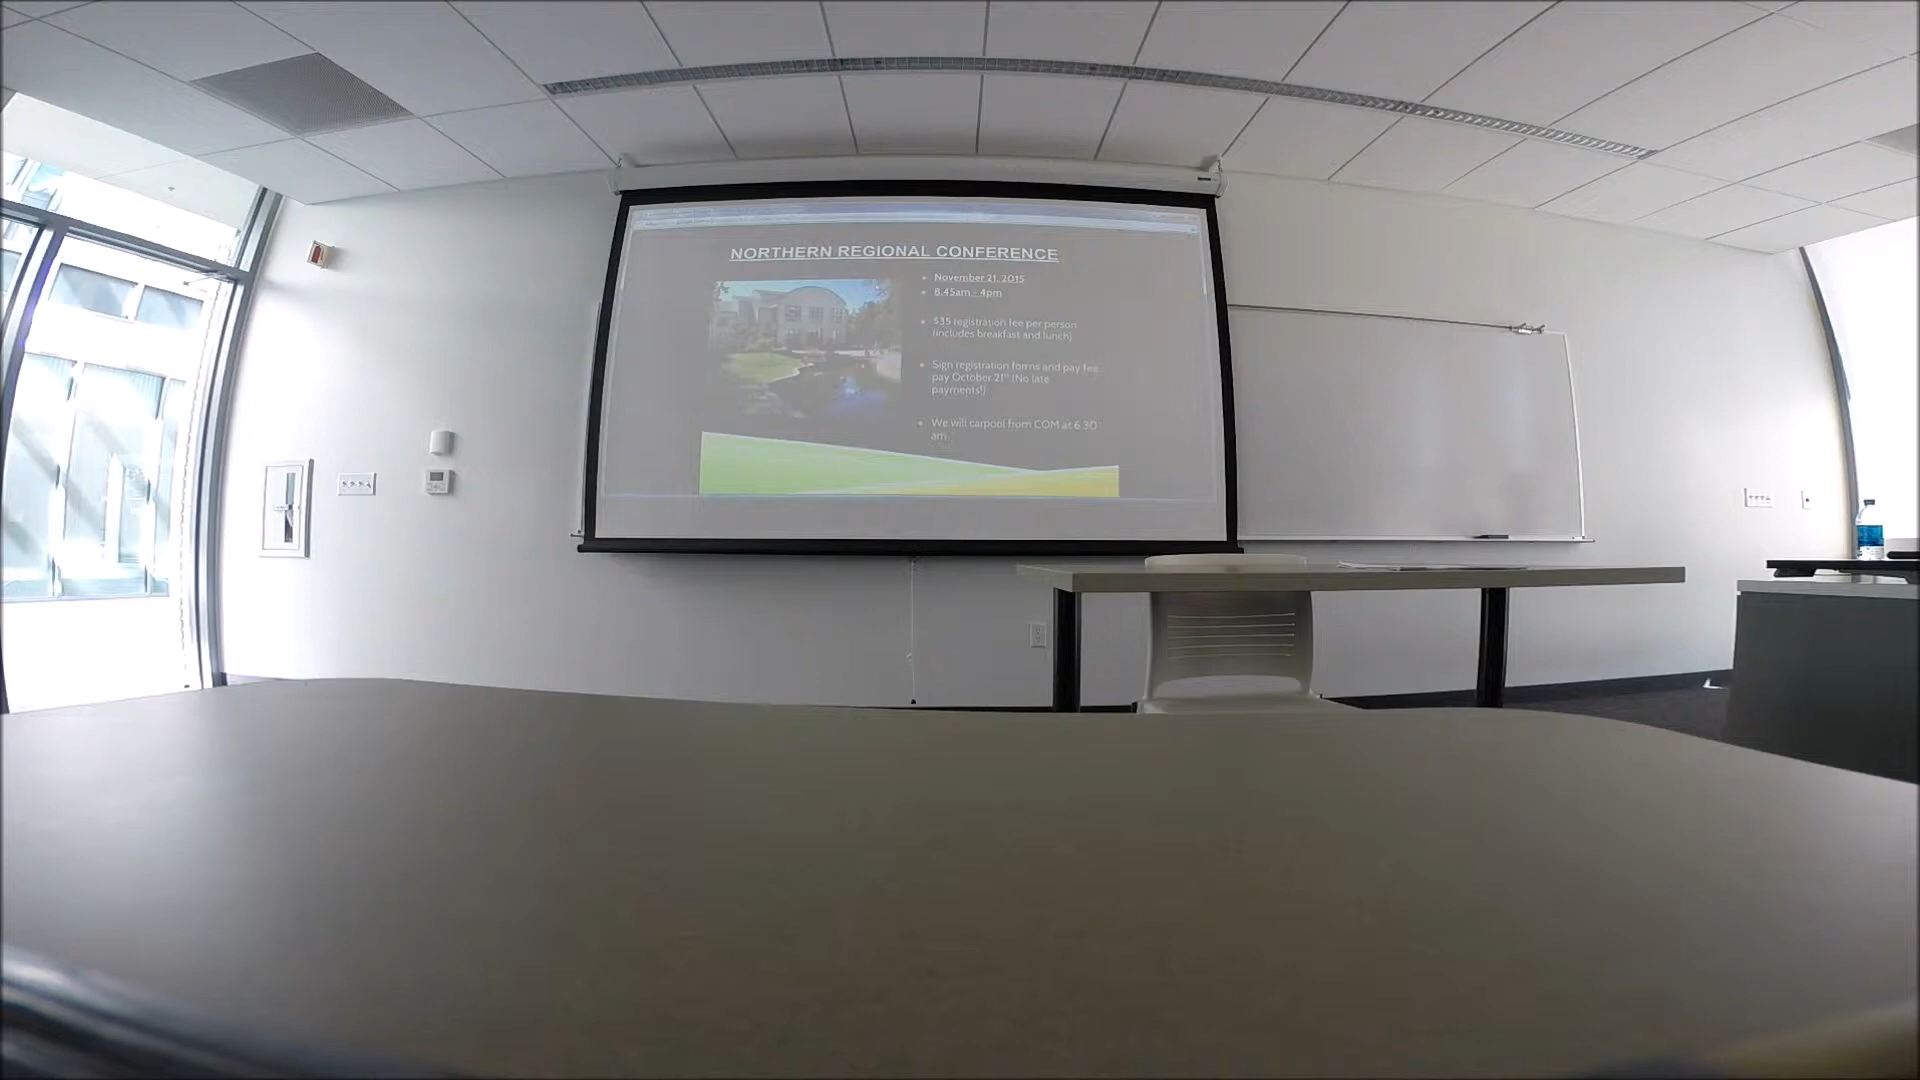 NORTHERN REGIONAL CONFERENCE
• November 21, 2015
• 8.45am - 4pm
• $35 registration fee per person
(includes breakfast and lunch)
• Sign registration forms and pay fee
pay October 21st (No late
payments!)
• We will carpool from COM at 6.30
am